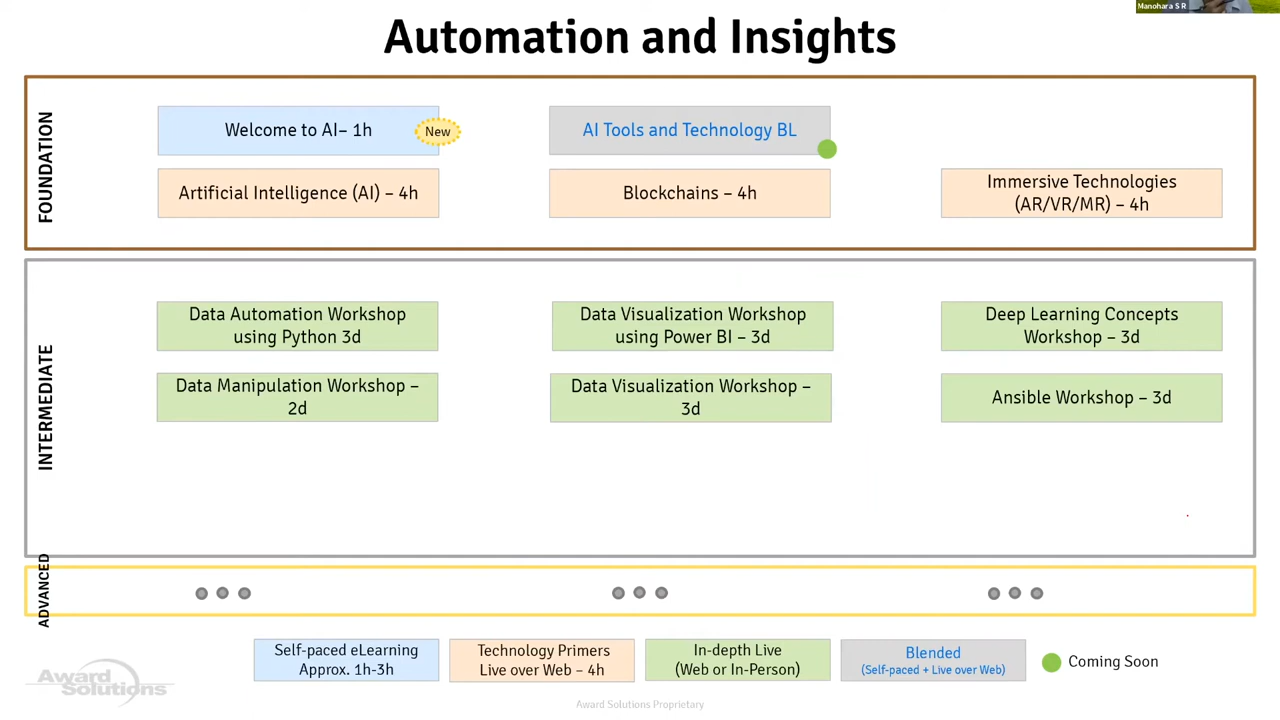 Manohara S R
Automation and Insights
FOUNDATION
Welcome to AI– 1h
New
AI Tools and Technology BL
Artificial Intelligence (AI) – 4h
Blockchains – 4h
Immersive Technologies
(AR/VR/MR) – 4h
INTERMEDIATE
Data Automation Workshop
using Python 3d
Data Visualization Workshop
using Power BI – 3d
Deep Learning Concepts
Workshop – 3d
Data Manipulation Workshop –
2d
Data Visualization Workshop –
3d
Ansible Workshop – 3d
ADVANCED
Self-paced eLearning
Approx. 1h-3h
Technology Primers
Live over Web – 4h
In-depth Live
(Web or In-Person)
Blended
(Self-paced + Live over Web)
Coming Soon
Award
Solutions
Award Solutions Proprietary